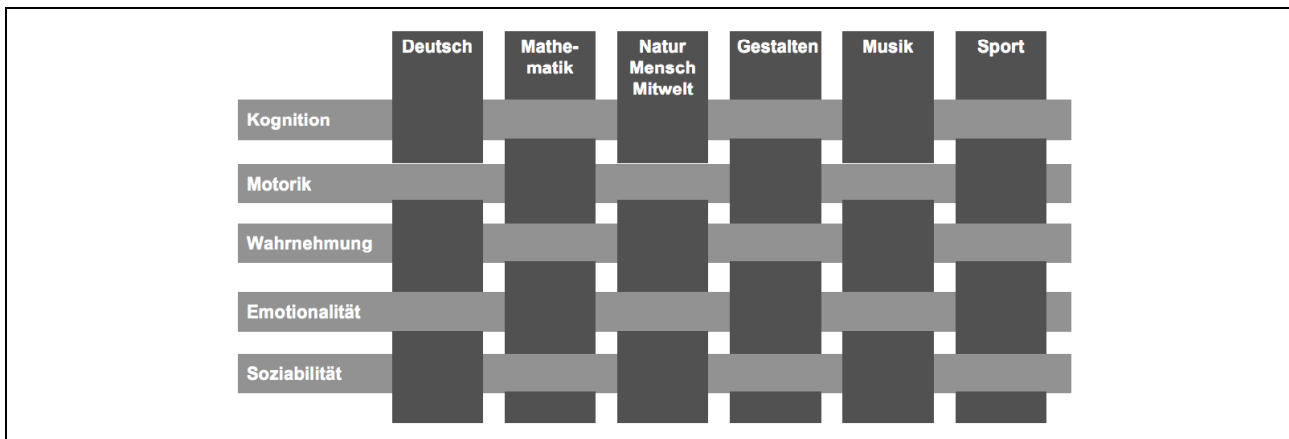 Deutsch
Mathe-
matik
Natur
Mensch
Mitwelt
Gestalten
Musik
Sport
Kognition
Motorik
Wahrnehmung
Emotionalität
Soziabilität